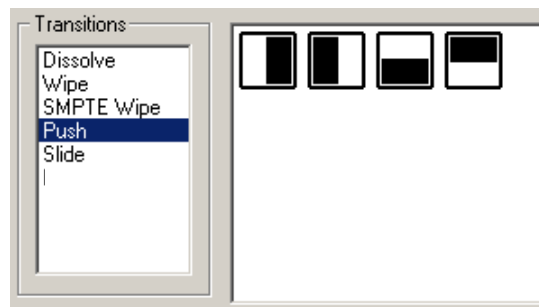 Transitions
Dissolve
Wipe
SMPTE Wipe
Push
Slide